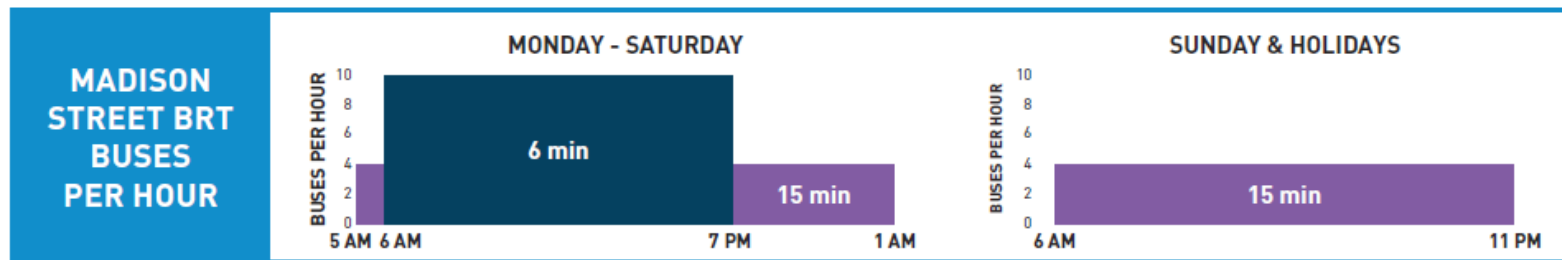 MADISON
STREET BRT
BUSES
PER HOUR
MONDAY - SATURDAY
BUSES PER HOUR
10
8
6
4
2
0
6 min
15 min
5 AM 6 AM 7 PM 1 AM
SUNDAY & HOLIDAYS
BUSES PER HOUR
10
8
6
4
2
0
15 min
6 AM 11 PM